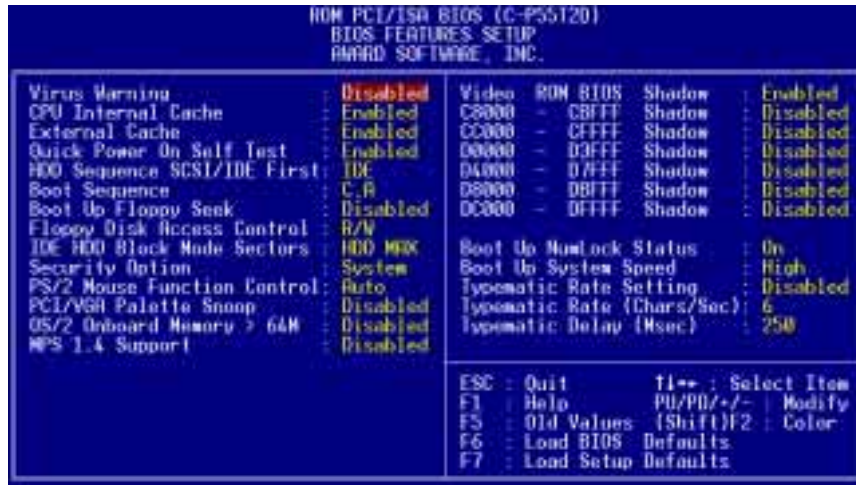 ROM PCI/ISA BIOS (C-P55T2D)
BIOS FEATURES SETUP
AWARD SOFTWARE, INC.
Virus Warning : Disabled
CPU Internal Cache : Enabled
External Cache : Enabled
Quick Power On Self Test : Enabled
HDD Sequence SCSI/IDE First: IDE
Boot Sequence : C,A
Boot Up Floppy Seek : Disabled
Floppy Disk Access Control : R/W
IDE HDD Block Mode Sectors : HDD MAX
Security Option : System
PS/2 Mouse Function Control: Auto
PCI/VGA Palette Snoop : Disabled
OS/2 Onboard Memory > 64M : Disabled
MPS 1.4 Support : Disabled
Video ROM BIOS Shadow : Enabled
C8000 - CBFFF Shadow : Disabled
CC000 - CFFFF Shadow : Disabled
D0000 - D3FFF Shadow : Disabled
D4000 - D7FFF Shadow : Disabled
D8000 - DBFFF Shadow : Disabled
DC000 - DFFFF Shadow : Disabled
Boot Up NumLock Status : On
Boot Up System Speed : High
Typematic Rate Setting : Disabled
Typematic Rate (Chars/Sec): 6
Typematic Delay (Msec) : 250
ESC : Quit ↑↓→← : Select Item
F1 : Help PU/PD/+/- : Modify
F5 : Old Values (Shift)F2 : Color
F6 : Load BIOS Defaults
F7 : Load Setup Defaults